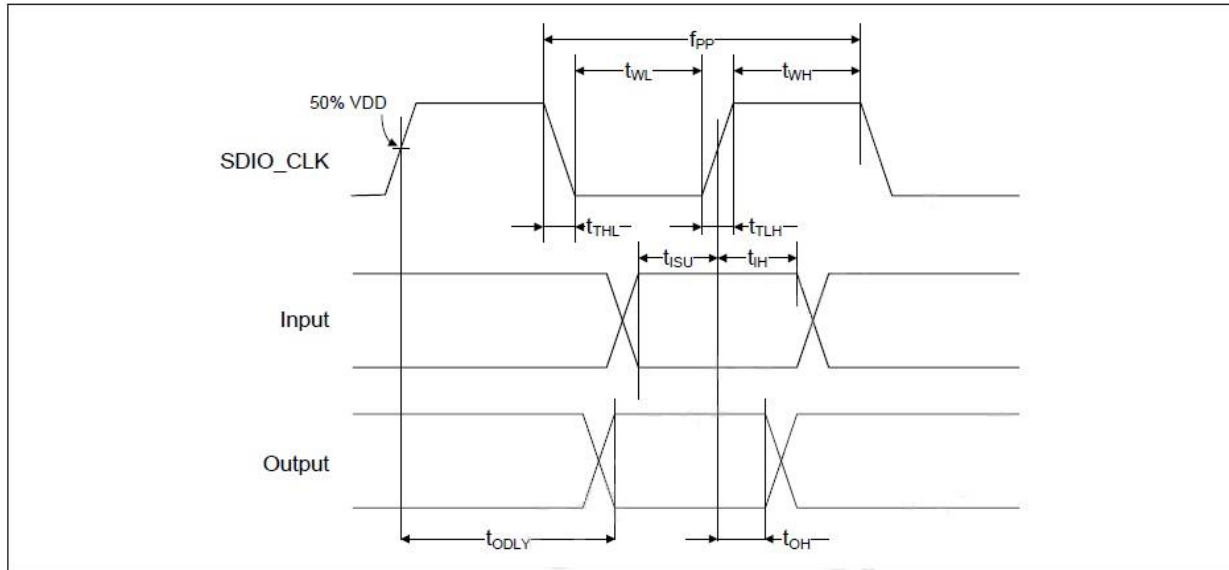 fPP
tWL
tWH
50% VDD
SDIO_CLK
tTHL
tTLH
tISU
tIH
Input
Output
tODLY
tOH